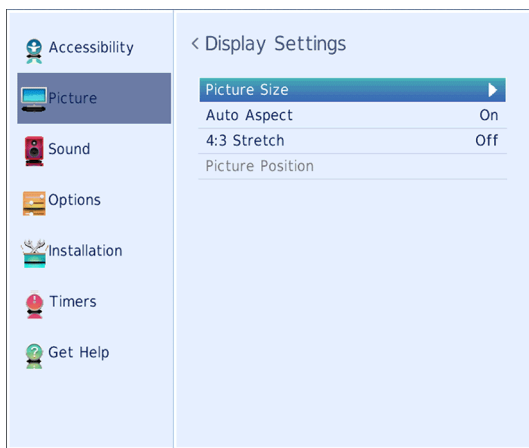 Accessibility
Picture
Sound
Options
Installation
Timers
Get Help
< Display Settings
Picture Size
Auto Aspect On
4:3 Stretch Off
Picture Position